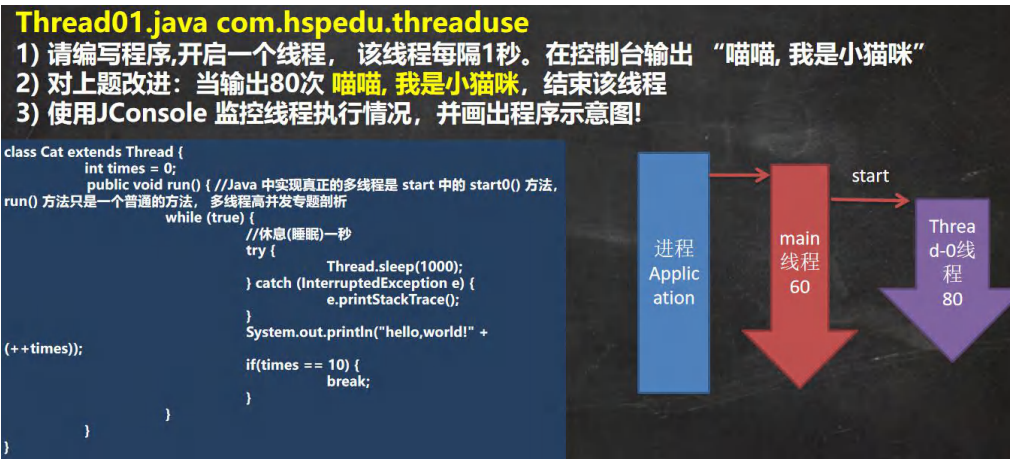 Thread01.java com.hspedu.threaduse
1) 请编写程序,开启一个线程， 该线程每隔1秒。在控制台输出 “喵喵, 我是小猫咪”
2) 对上题改进：当输出80次 喵喵, 我是小猫咪，结束该线程
3) 使用JConsole 监控线程执行情况，并画出程序示意图!
class Cat extends Thread {
int times = 0;
public void run() { //Java 中实现真正的多线程是 start 中的 start0() 方法，
run() 方法只是一个普通的方法， 多线程高并发专题剖析
while (true) {
//休息(睡眠)一秒
try {
Thread.sleep(1000);
} catch (InterruptedException e) {
e.printStackTrace();
}
System.out.println("hello,world!" +
(++times));
if(times == 10) {
break;
}
}
}
}
进程
Applic
ation
main
线程
60
start
Threa
d-0线
程
80